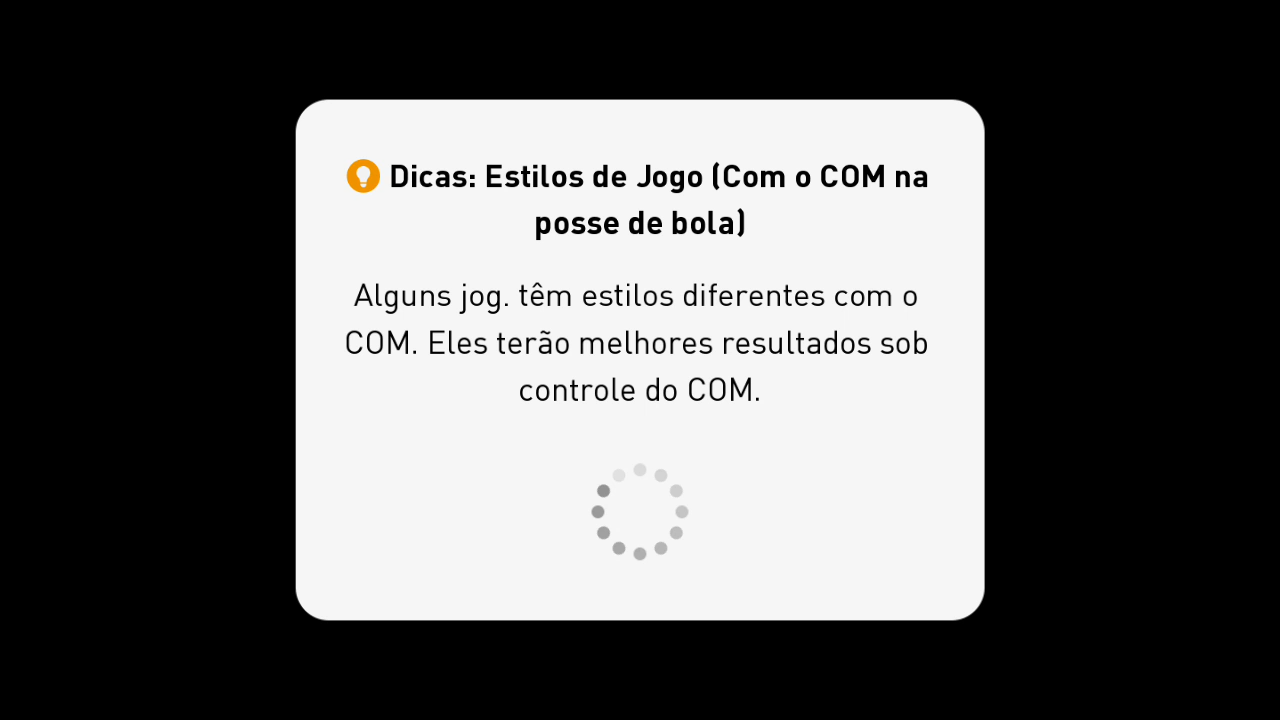 Dicas: Estilos de Jogo (Com o COM na
posse de bola)
Alguns jog. têm estilos diferentes com o
COM. Eles terão melhores resultados sob
controle do COM.